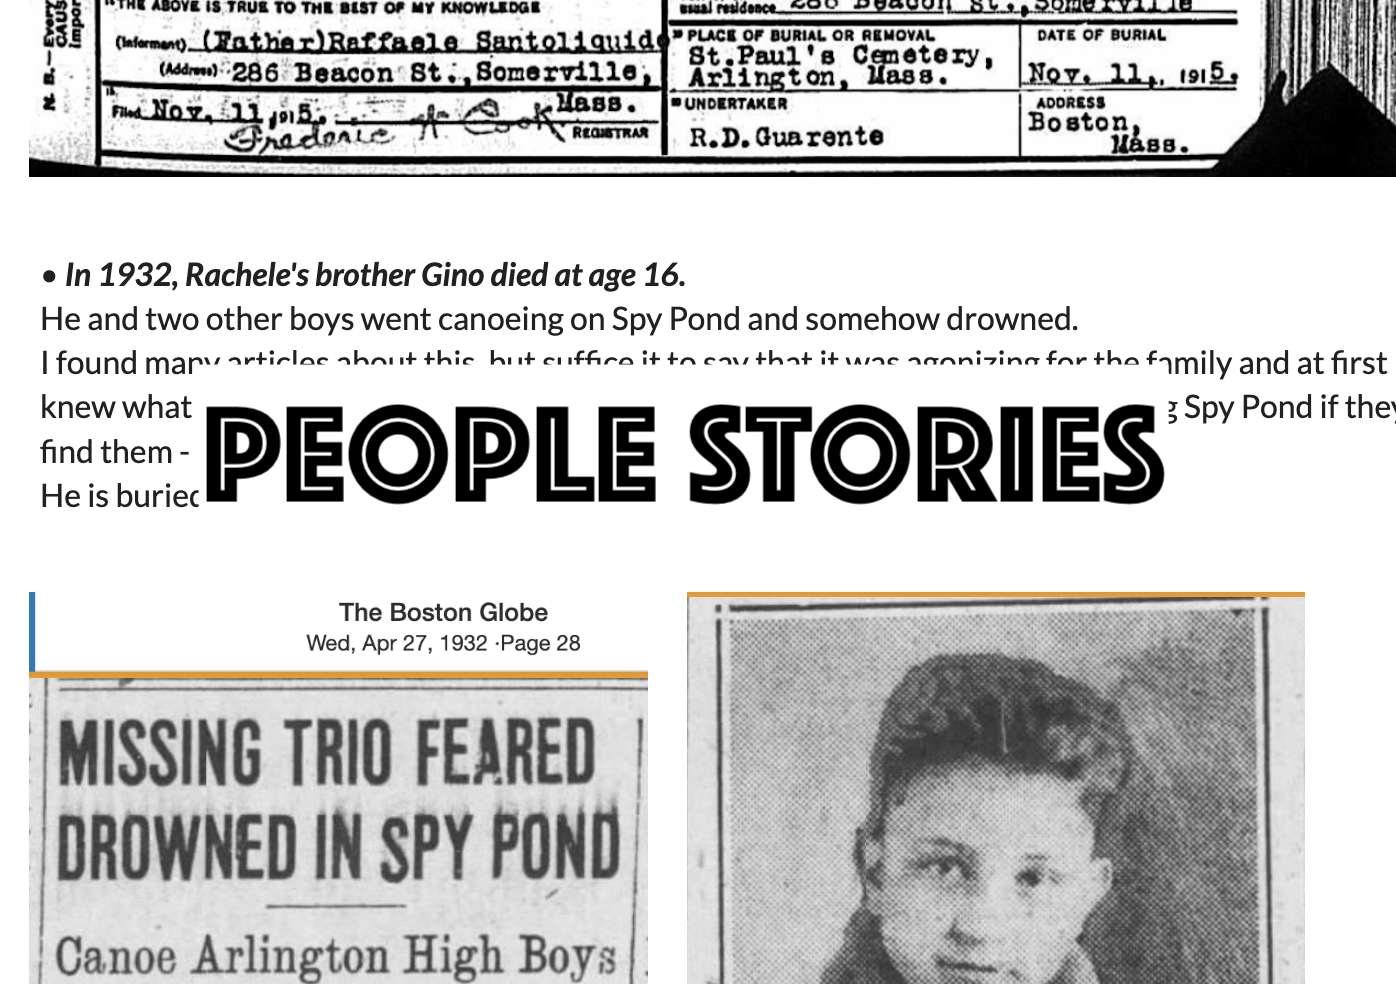 N. B.—Every
CAUS
Impor
THE ABOVE IS TRUE TO THE BEST OF MY KNOWLEDGE
(Informant) (Father)Raffaele Santoliquido
(Address) 286 Beacon St., Somerville,
Mass.
Filed Nov. 11, 1915.
Frederic W. Cook
REGISTRAR
usual residence 286 Beacon St., Somerville
PLACE OF BURIAL OR REMOVAL
St.Paul's Cemetery,
Arlington, Mass.
DATE OF BURIAL
Nov. 11, 1915.
UNDERTAKER
R.D.Guarente
ADDRESS
Boston,
Mass.
• In 1932, Rachele's brother Gino died at age 16.
He and two other boys went canoeing on Spy Pond and somehow drowned.
I found many articles about this, but suffice it to say that it was agonizing for the family and at first
knew what
g Spy Pond if they
find them -
He is buried
PEOPLE STORIES
The Boston Globe
Wed, Apr 27, 1932 ·Page 28
MISSING TRIO FEARED
DROWNED IN SPY POND
Canoe Arlington High Boys